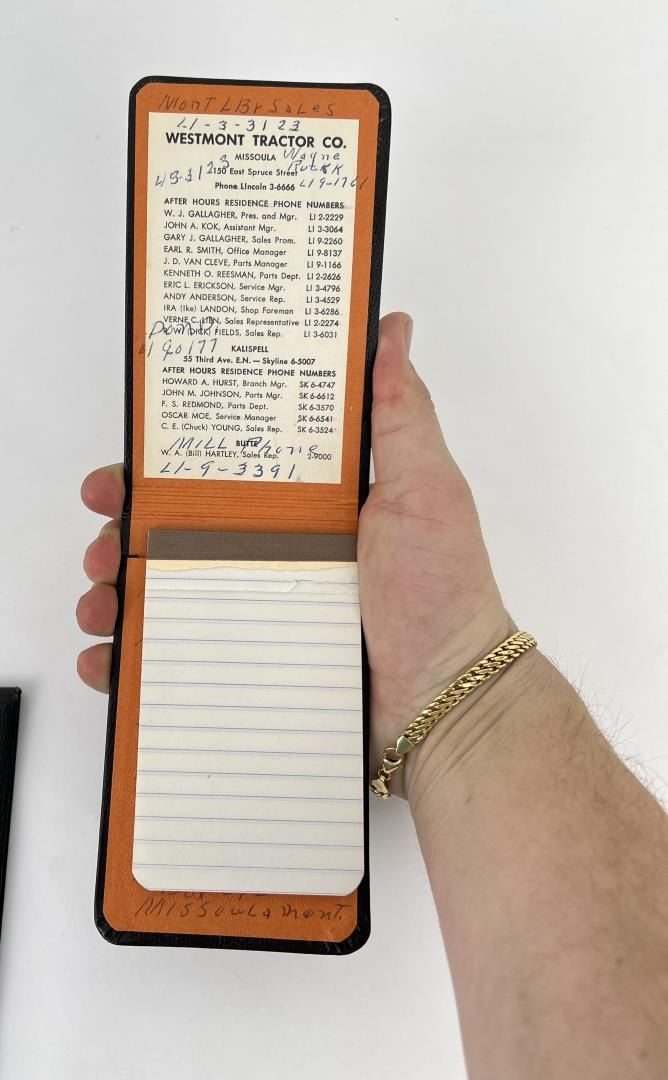 Mont LBr Sales
LI-3-3123
WESTMONT TRACTOR CO.
MISSOULA Wayne
2150 East Spruce Street
Phone LIncoln 3-6666 LI9-1761
AFTER HOURS RESIDENCE PHONE NUMBERS
W. J. GALLAGHER, Pres. and Mgr. LI 2-2229
JOHN A. KOK, Assistant Mgr. LI 3-3064
GARY J. GALLAGHER, Sales Prom. LI 9-2260
EARL R. SMITH, Office Manager LI 9-8137
J. D. VAN CLEVE, Parts Manager LI 9-1166
KENNETH O. REESMAN, Parts Dept. LI 2-2626
ERIC L. ERICKSON, Service Mgr. LI 3-4796
ANDY ANDERSON, Service Rep. LI 3-4529
IRA (Ike) LANDON, Shop Foreman LI 3-6286
VERNE C. LIEN, Sales Representative LI 2-2274
(DICK) FIELDS, Sales Rep. LI 3-6031
190177
KALISPELL
55 Third Ave. E.N. — Skyline 6-5007
AFTER HOURS RESIDENCE PHONE NUMBERS
HOWARD A. HURST, Branch Mgr. SK 6-4747
JOHN M. JOHNSON, Parts Mgr. SK 6-6612
F. S. REDMOND, Parts Dept. SK 6-3570
OSCAR MOE, Service Manager SK 6-6541
C. E. (Chuck) YOUNG, Sales Rep. SK 6-3524
BUTTE
MILL Phone
W. A. (Bill) HARTLEY, Sales Rep. 2-9000
LI-9-3391
Missoula mont.